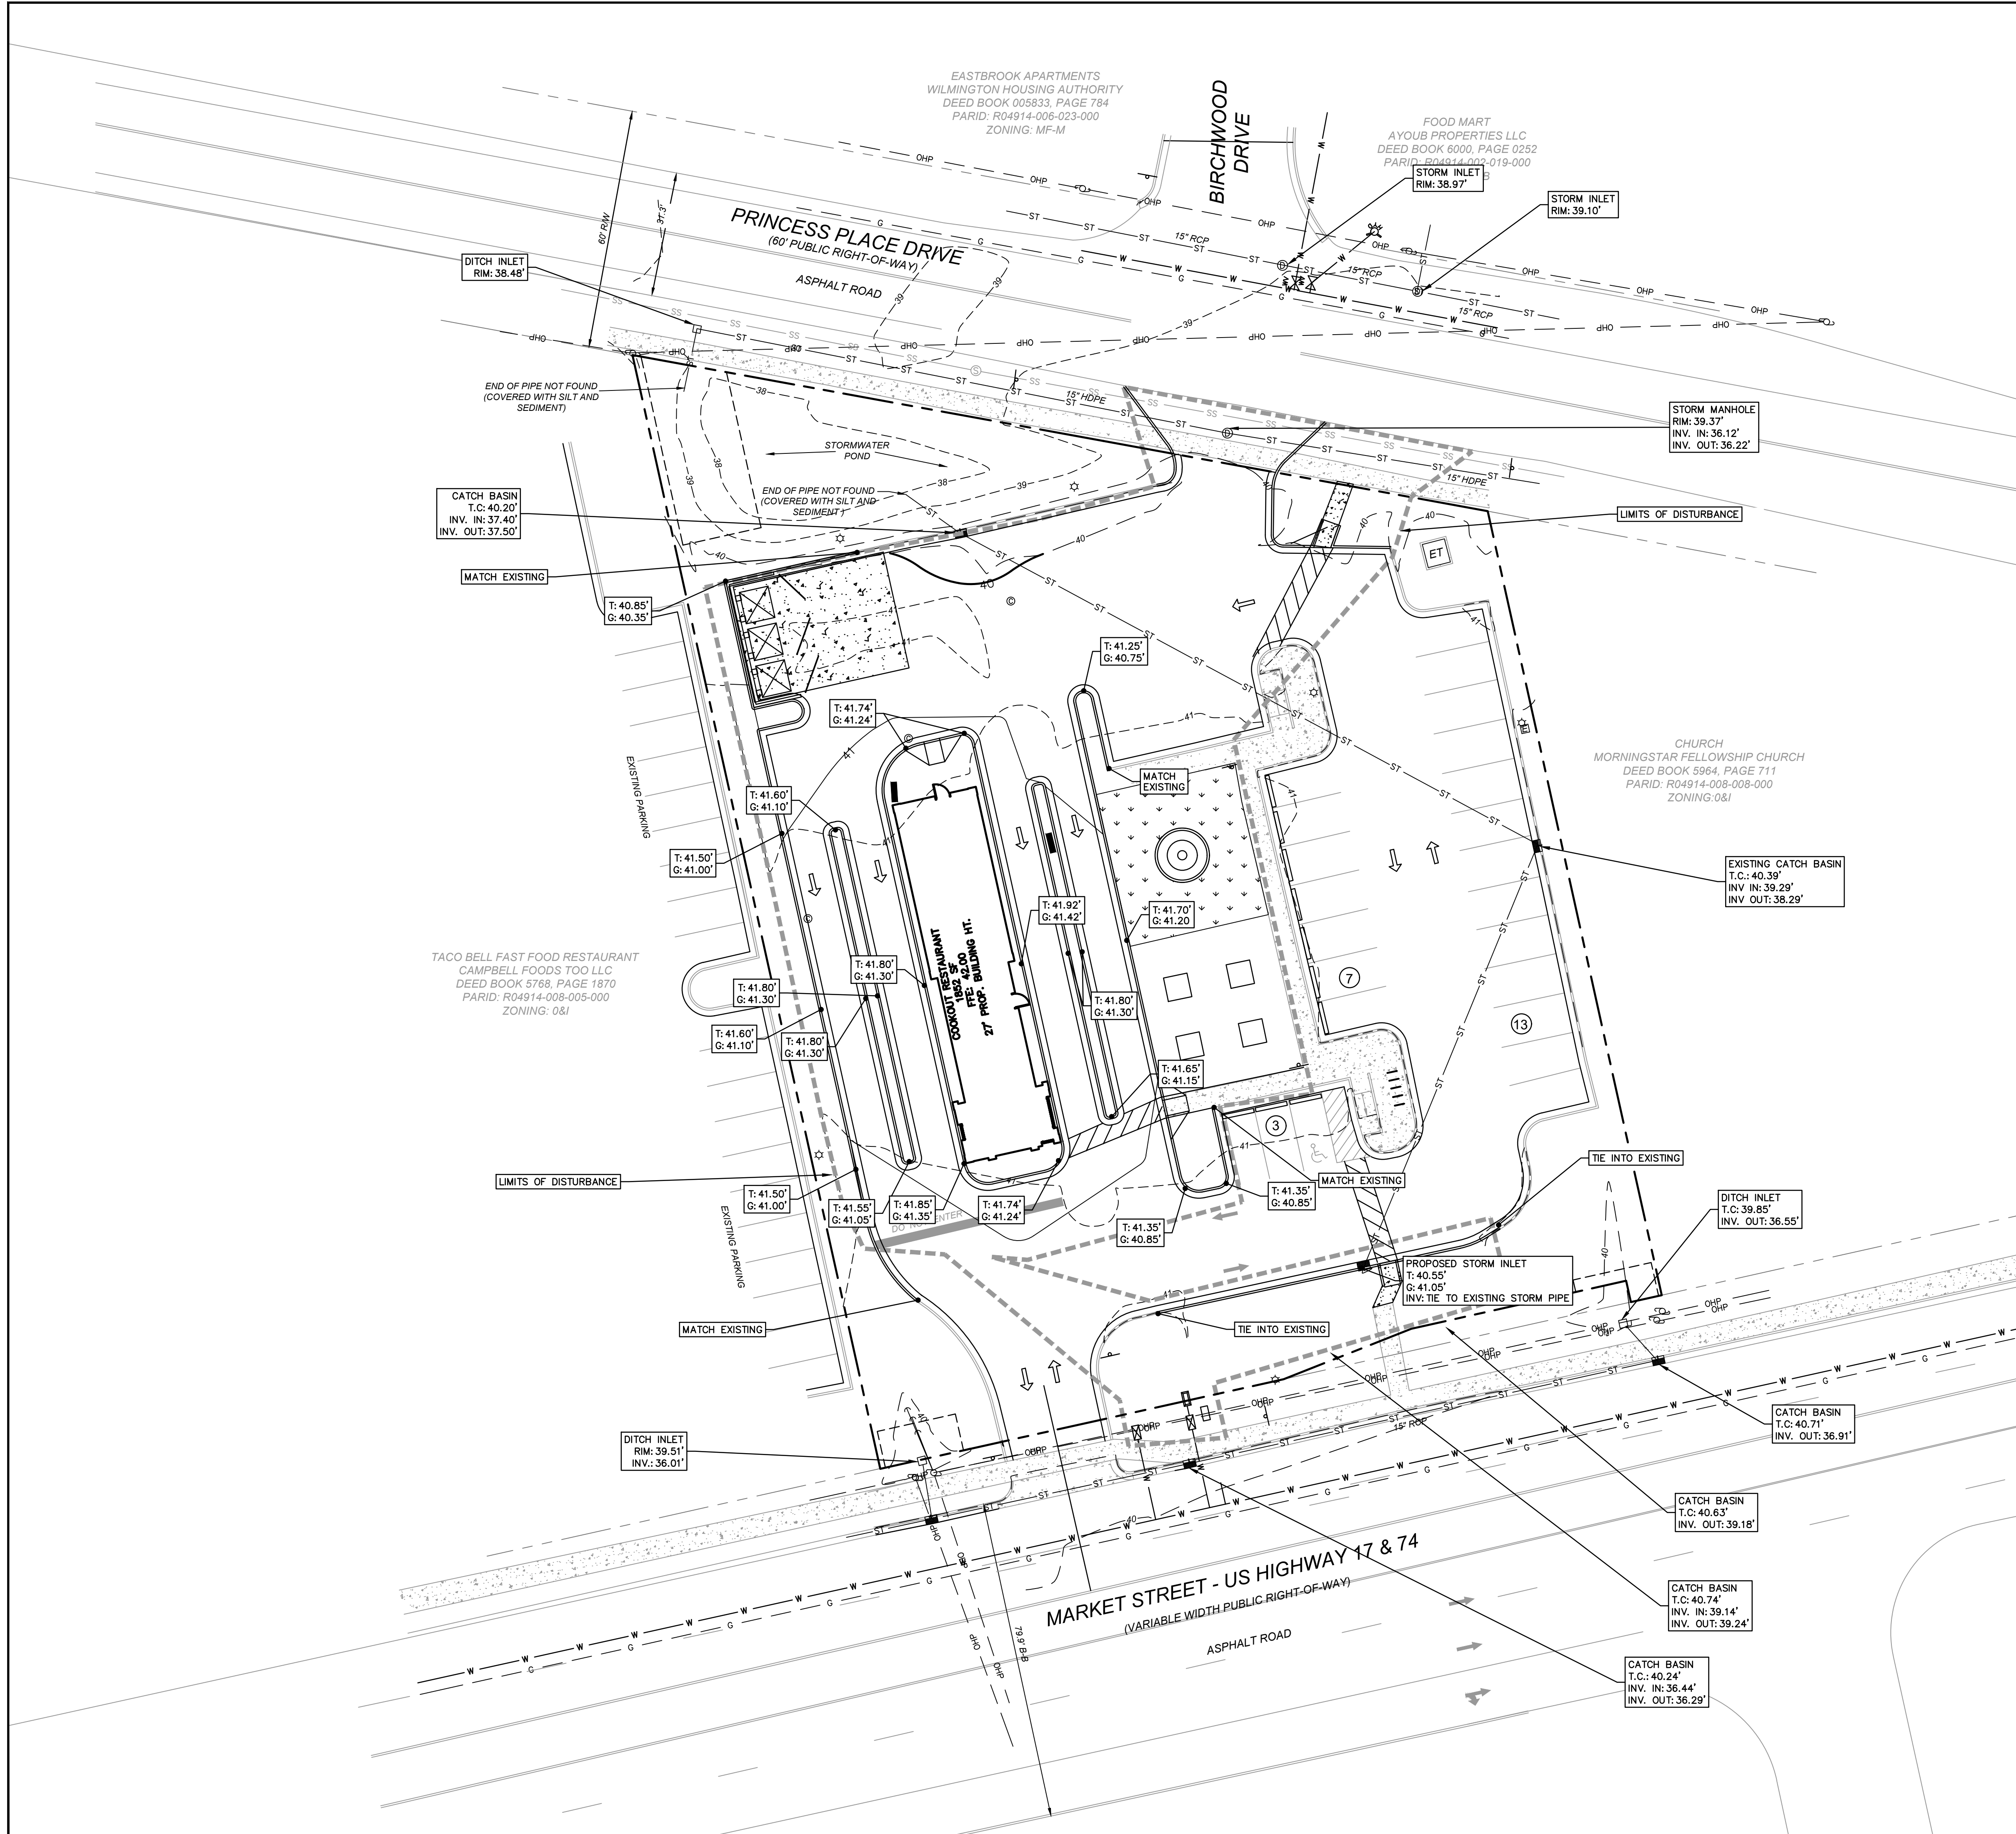 EASTBROOK APARTMENTS
WILMINGTON HOUSING AUTHORITY
DEED BOOK 005833, PAGE 784
PARID: R04914-006-023-000
ZONING: MF-M
BIRCHWOOD
DRIVE
FOOD MART
AYOUB PROPERTIES LLC
DEED BOOK 6000, PAGE 0252
PARID: R04914-002-019-000
STORM INLET
RIM: 38.97'
STORM INLET
RIM: 39.10'
60' R/W
31.3'
PRINCESS PLACE DRIVE
(60' PUBLIC RIGHT-OF-WAY)
ASPHALT ROAD
15" RCP
15" RCP
15" RCP
DITCH INLET
RIM: 38.48'
END OF PIPE NOT FOUND
(COVERED WITH SILT AND
SEDIMENT)
15" HDPE
STORM MANHOLE
RIM: 39.37'
INV. IN: 36.12'
INV. OUT: 36.22'
STORMWATER
POND
15" HDPE
END OF PIPE NOT FOUND
(COVERED WITH SILT AND
SEDIMENT )
CATCH BASIN
T.C: 40.20'
INV. IN: 37.40'
INV. OUT: 37.50'
LIMITS OF DISTURBANCE
ET
MATCH EXISTING
T: 40.85'
G: 40.35'
T: 41.25'
G: 40.75'
T: 41.74'
G: 41.24'
CHURCH
MORNINGSTAR FELLOWSHIP CHURCH
DEED BOOK 5964, PAGE 711
PARID: R04914-008-008-000
ZONING:0&I
MATCH
EXISTING
EXISTING PARKING
T: 41.60'
G: 41.10'
T: 41.50'
G: 41.00'
EXISTING CATCH BASIN
T.C.: 40.39'
INV IN: 39.29'
INV OUT: 38.29'
T: 41.92'
G: 41.42'
T: 41.70'
G: 41.20
COOKOUT RESTAURANT
1852 SF
FFE: 42.00
27' PROP. BUILDING HT.
TACO BELL FAST FOOD RESTAURANT
CAMPBELL FOODS TOO LLC
DEED BOOK 5768, PAGE 1870
PARID: R04914-008-005-000
ZONING: 0&I
T: 41.80'
G: 41.30'
T: 41.80'
G: 41.30'
T: 41.80'
G: 41.30'
7
13
T: 41.60'
G: 41.10'
T: 41.80'
G: 41.30'
T: 41.65'
G: 41.15'
3
TIE INTO EXISTING
LIMITS OF DISTURBANCE
MATCH EXISTING
T: 41.50'
G: 41.00'
T: 41.55'
G: 41.05'
T: 41.85'
G: 41.35'
T: 41.74'
G: 41.24'
T: 41.35'
G: 40.85'
T: 41.35'
G: 40.85'
DITCH INLET
T.C: 39.85'
INV. OUT: 36.55'
EXISTING PARKING
PROPOSED STORM INLET
T: 40.55'
G: 41.05'
INV: TIE TO EXISTING STORM PIPE
MATCH EXISTING
TIE INTO EXISTING
CATCH BASIN
T.C: 40.71'
INV. OUT: 36.91'
15" RCP
DITCH INLET
RIM: 39.51'
INV.: 36.01'
CATCH BASIN
T.C: 40.63'
INV. OUT: 39.18'
MARKET STREET - US HIGHWAY 17 & 74
(VARIABLE WIDTH PUBLIC RIGHT-OF-WAY)
ASPHALT ROAD
79.9' B-B
CATCH BASIN
T.C: 40.74'
INV. IN: 39.14'
INV. OUT: 39.24'
CATCH BASIN
T.C.: 40.24'
INV. IN: 36.44'
INV. OUT: 36.29'